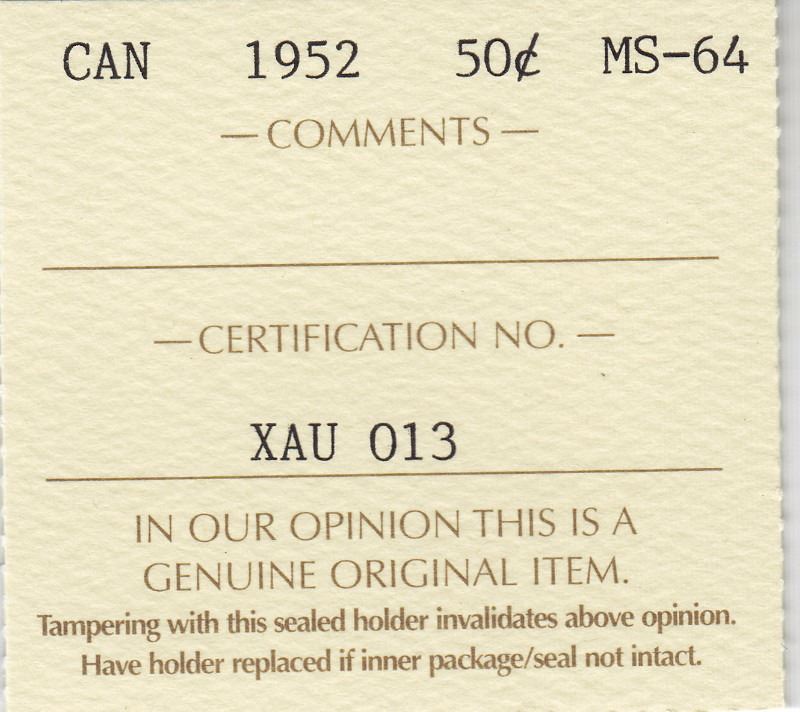 CAN 1952 50¢ MS-64
— COMMENTS —
— CERTIFICATION NO. —
XAU 013
IN OUR OPINION THIS IS A
GENUINE ORIGINAL ITEM.
Tampering with this sealed holder invalidates above opinion.
Have holder replaced if inner package/seal not intact.